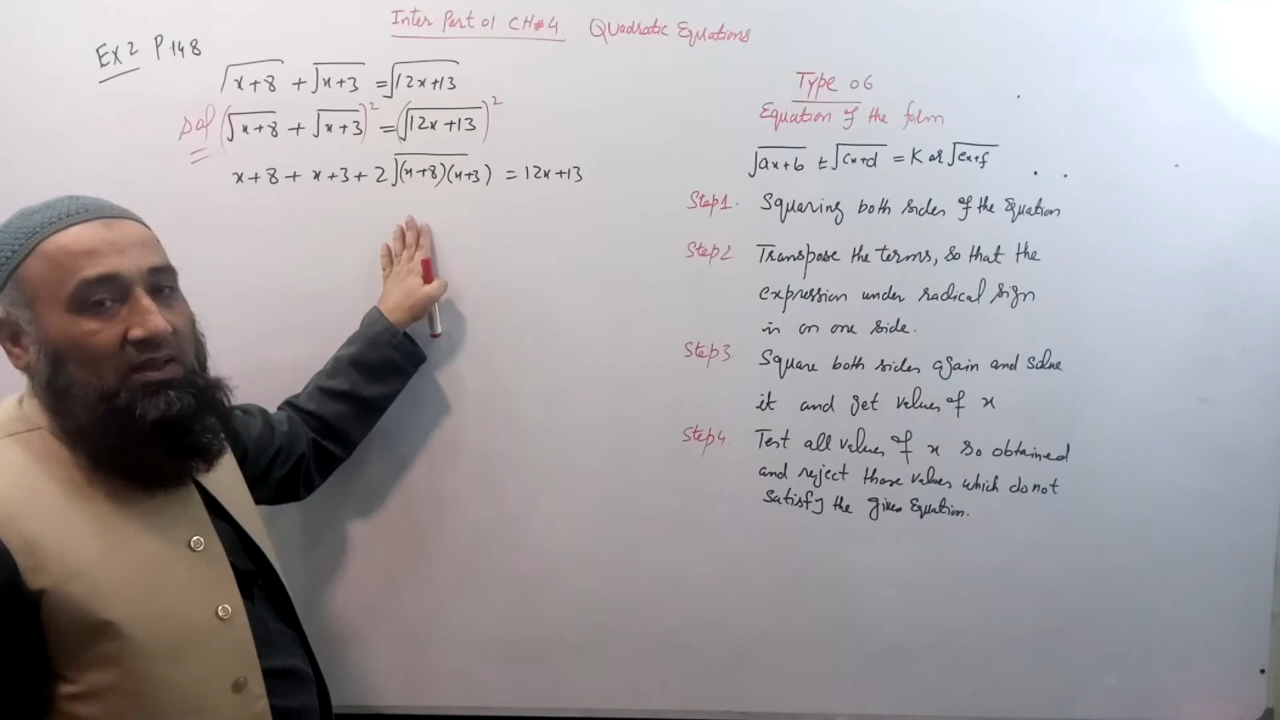 Inter Part 01 CH#4 Quadratic Equations
Ex 2 P 148
√x+8 + √x+3 = √12x+13
sol (√x+8 + √x+3)² = (√12x+13)²
x+8 + x+3 + 2√(x+8)(x+3) = 12x+13
Type 06
Equation of the form
√ax+b ± √cx+d = K or √ex+f
Step1. Squaring both sides of the Equation
Step2 Transpose the terms, so that the
expression under radical sign
is on one side.
Step3 Square both sides again and solve
it and get values of x
Step4. Test all values of x so obtained
and reject those values which do not
satisfy the given Equation.